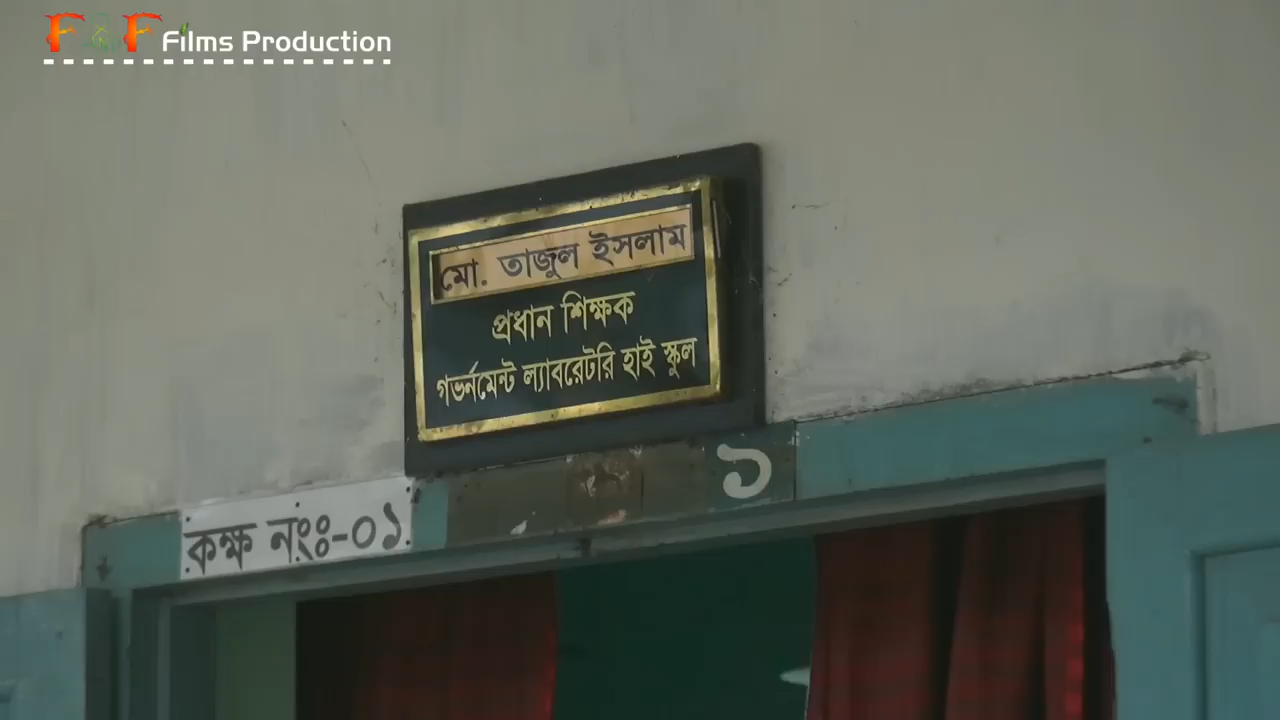 F&F Films Production
মো. তাজুল ইসলাম
প্রধান শিক্ষক
গভর্নমেন্ট ল্যাবরেটরি হাই স্কুল
১
কক্ষ নংঃ-০১